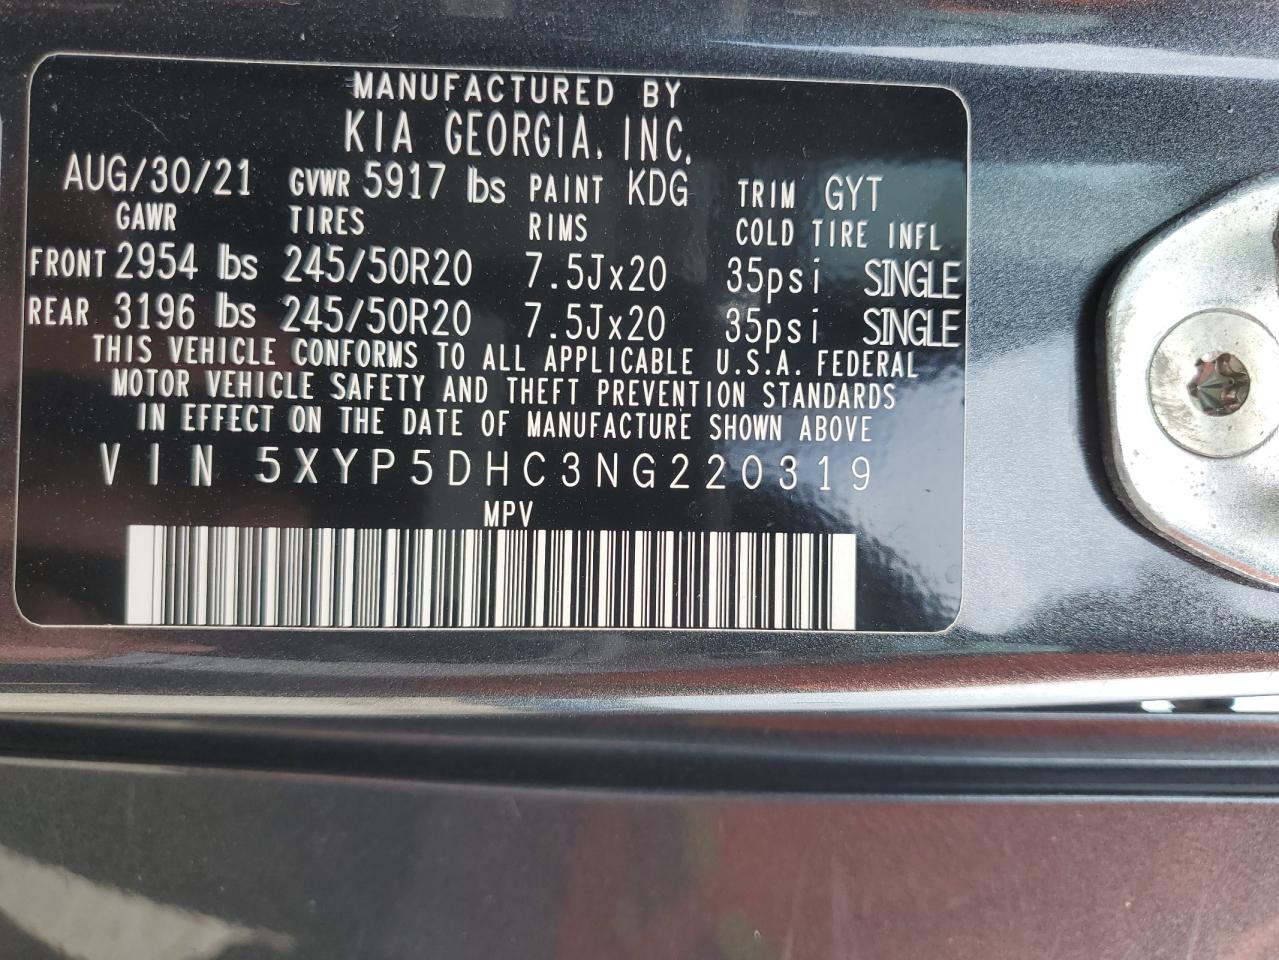 MANUFACTURED BY
KIA GEORGIA, INC.
AUG/30/21 GVWR 5917 lbs PAINT KDG TRIM GYT
GAWR TIRES RIMS COLD TIRE INFL
FRONT 2954 lbs 245/50R20 7.5Jx20 35psi SINGLE
REAR 3196 lbs 245/50R20 7.5Jx20 35psi SINGLE
THIS VEHICLE CONFORMS TO ALL APPLICABLE U.S.A. FEDERAL
MOTOR VEHICLE SAFETY AND THEFT PREVENTION STANDARDS
IN EFFECT ON THE DATE OF MANUFACTURE SHOWN ABOVE
VIN 5XYP5DHC3NG220319
MPV